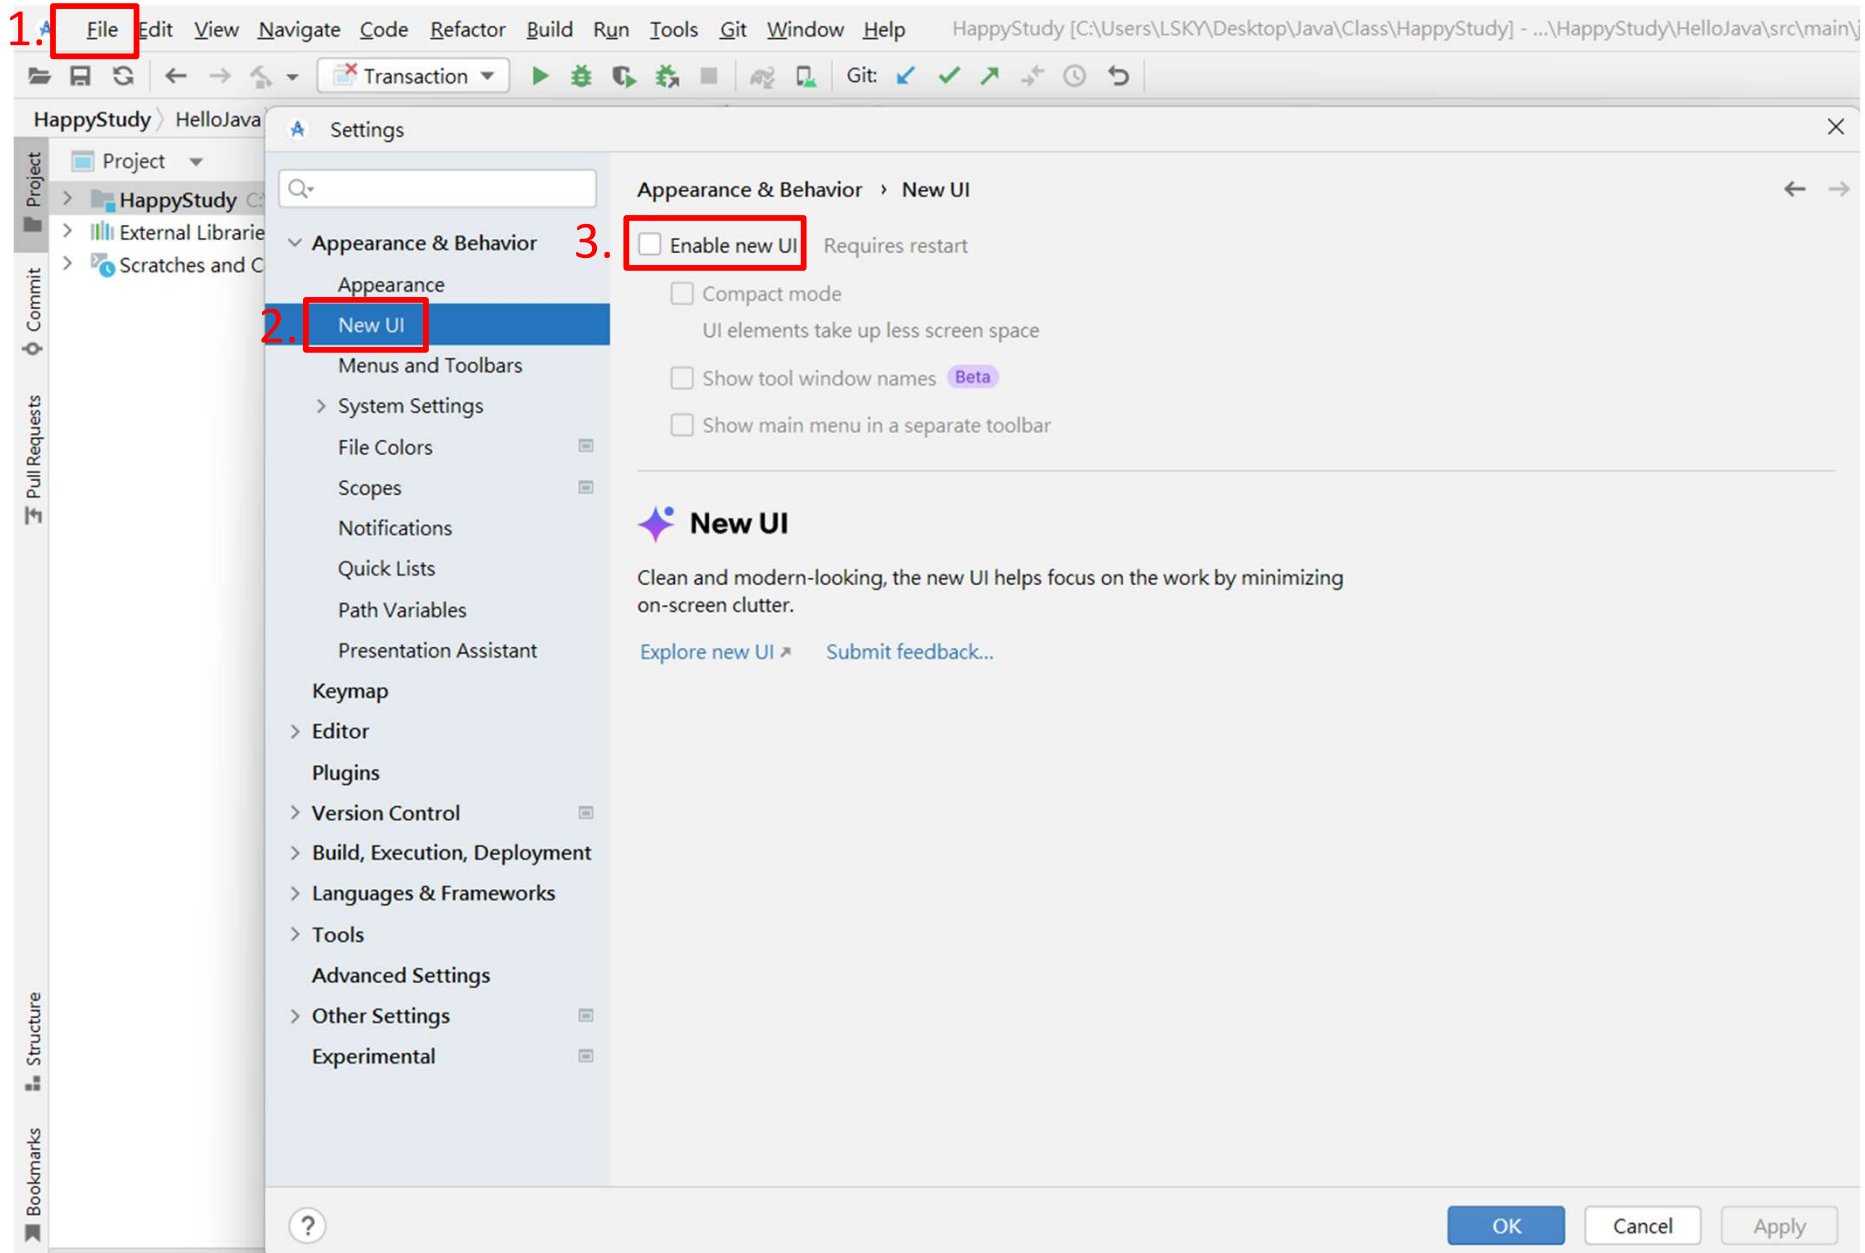 1.
File Edit View Navigate Code Refactor Build Run Tools Git Window Help HappyStudy [C:\Users\LSKY\Desktop\Java\Class\HappyStudy] - ...\HappyStudy\HelloJava\src\main\j
Transaction Git:
HappyStudy HelloJava
Settings
Project
Project
HappyStudy C:
External Librarie
Scratches and C
Commit
Pull Requests
Structure
Bookmarks
Appearance & Behavior
Appearance
2. New UI
Menus and Toolbars
System Settings
File Colors
Scopes
Notifications
Quick Lists
Path Variables
Presentation Assistant
Keymap
Editor
Plugins
Version Control
Build, Execution, Deployment
Languages & Frameworks
Tools
Advanced Settings
Other Settings
Experimental
Appearance & Behavior › New UI
3. Enable new UI Requires restart
Compact mode
UI elements take up less screen space
Show tool window names Beta
Show main menu in a separate toolbar
New UI
Clean and modern-looking, the new UI helps focus on the work by minimizing
on-screen clutter.
Explore new UI Submit feedback...
?
OK Cancel Apply